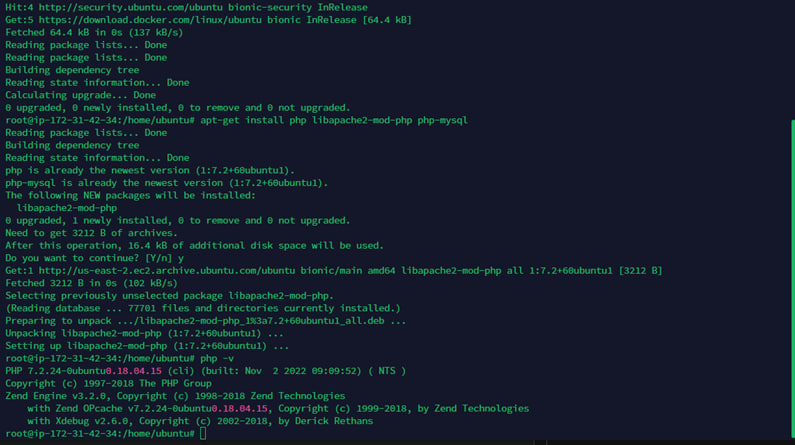 Hit:4 http://security.ubuntu.com/ubuntu bionic-security InRelease
Get:5 https://download.docker.com/linux/ubuntu bionic InRelease [64.4 kB]
Fetched 64.4 kB in 0s (137 kB/s)
Reading package lists... Done
Reading package lists... Done
Building dependency tree
Reading state information... Done
Calculating upgrade... Done
0 upgraded, 0 newly installed, 0 to remove and 0 not upgraded.
root@ip-172-31-42-34:/home/ubuntu# apt-get install php libapache2-mod-php php-mysql
Reading package lists... Done
Building dependency tree
Reading state information... Done
php is already the newest version (1:7.2+60ubuntu1).
php-mysql is already the newest version (1:7.2+60ubuntu1).
The following NEW packages will be installed:
  libapache2-mod-php
0 upgraded, 1 newly installed, 0 to remove and 0 not upgraded.
Need to get 3212 B of archives.
After this operation, 16.4 kB of additional disk space will be used.
Do you want to continue? [Y/n] y
Get:1 http://us-east-2.ec2.archive.ubuntu.com/ubuntu bionic/main amd64 libapache2-mod-php all 1:7.2+60ubuntu1 [3212 B]
Fetched 3212 B in 0s (102 kB/s)
Selecting previously unselected package libapache2-mod-php.
(Reading database ... 77701 files and directories currently installed.)
Preparing to unpack .../libapache2-mod-php_1%3a7.2+60ubuntu1_all.deb ...
Unpacking libapache2-mod-php (1:7.2+60ubuntu1) ...
Setting up libapache2-mod-php (1:7.2+60ubuntu1) ...
root@ip-172-31-42-34:/home/ubuntu# php -v
PHP 7.2.24-0ubuntu0.18.04.15 (cli) (built: Nov  2 2022 09:09:52) ( NTS )
Copyright (c) 1997-2018 The PHP Group
Zend Engine v3.2.0, Copyright (c) 1998-2018 Zend Technologies
    with Zend OPcache v7.2.24-0ubuntu0.18.04.15, Copyright (c) 1999-2018, by Zend Technologies
    with Xdebug v2.6.0, Copyright (c) 2002-2018, by Derick Rethans
root@ip-172-31-42-34:/home/ubuntu#